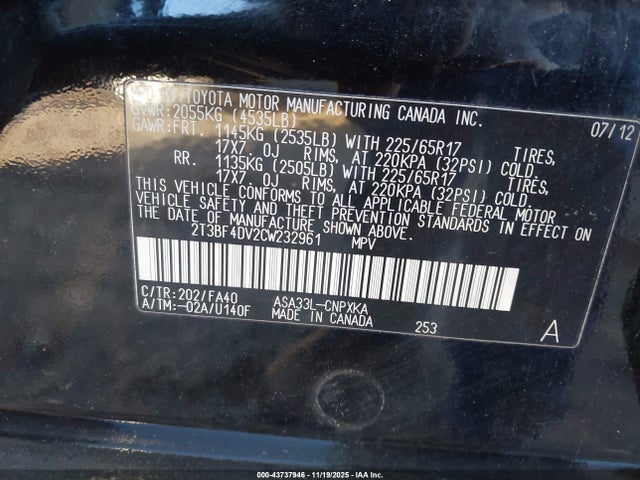 MFD. BY TOYOTA MOTOR MANUFACTURING CANADA INC.
GVWR:2055KG (4535LB) 07/12
GAWR:FRT. 1145KG (2535LB) WITH 225/65R17 TIRES,
17X7.0J RIMS, AT 220KPA (32PSI) COLD.
RR. 1135KG (2505LB) WITH 225/65R17 TIRES,
17X7.0J RIMS, AT 220KPA (32PSI) COLD.
THIS VEHICLE CONFORMS TO ALL APPLICABLE FEDERAL MOTOR
VEHICLE SAFETY AND THEFT PREVENTION STANDARDS IN EFFECT ON
THE DATE OF MANUFACTURE SHOWN ABOVE.
2T3BF4DV2CW232961 MPV
C/TR:202/FA40 ASA33L-CNPXKA
A/TM:-02A/U140F MADE IN CANADA 253 A
000-43737946 - 11/19/2025 - IAA Inc.